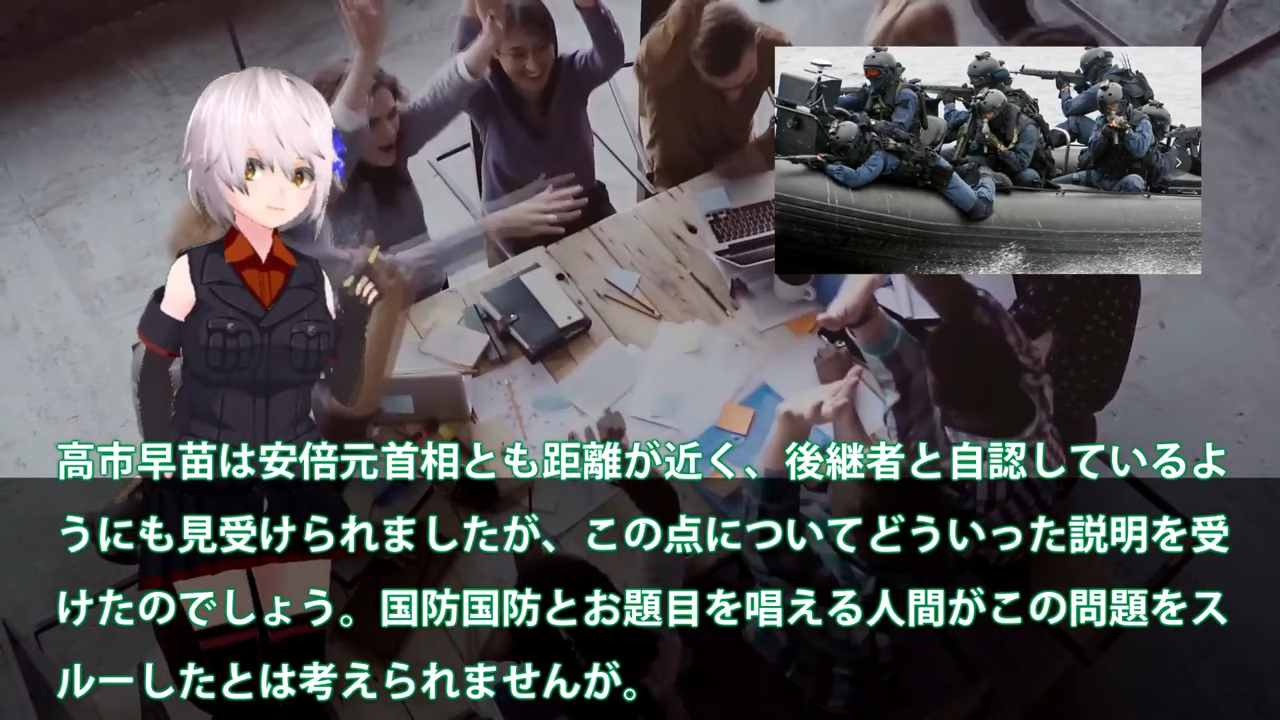 高市早苗は安倍元首相とも距離が近く、後継者と自認しているよ
うにも見受けられましたが、この点についてどういった説明を受
けたのでしょう。国防国防とお題目を唱える人間がこの問題をス
ルーしたとは考えられませんが。